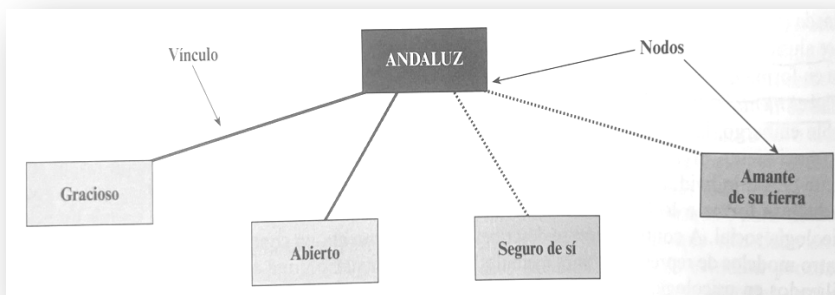 Vínculo
ANDALUZ
Nodos
Gracioso
Abierto
Seguro de sí
Amante
de su tierra